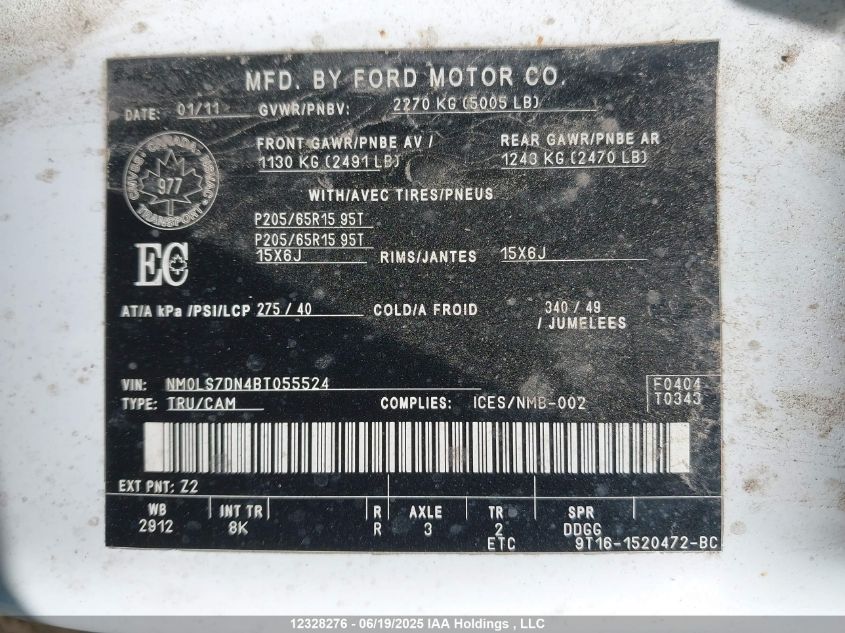 MFD. BY FORD MOTOR CO.
DATE: 01/11 GVWR/PNBV: 2270 KG (5005 LB)
FRONT GAWR/PNBE AV / REAR GAWR/PNBE AR
1130 KG (2491 LB) 1243 KG (2470 LB)
977
TRANSPORT
WITH/AVEC TIRES/PNEUS
P205/65R15 95T
P205/65R15 95T
15X6J RIMS/JANTES 15X6J
EC
AT/A kPa /PSI/LCP 275 / 40 COLD/A FROID 340 / 49
/ JUMELEES
VIN: NM0LS7DN4BT055524 F0404
TYPE: TRU/CAM COMPLIES: ICES/NMB-002 T0343
EXT PNT: Z2
WB INT TR R AXLE TR SPR
2912 8K R 3 2 DDGG
ETC 9T16-1520472-BC
12328276 - 06/19/2025 IAA Holdings , LLC